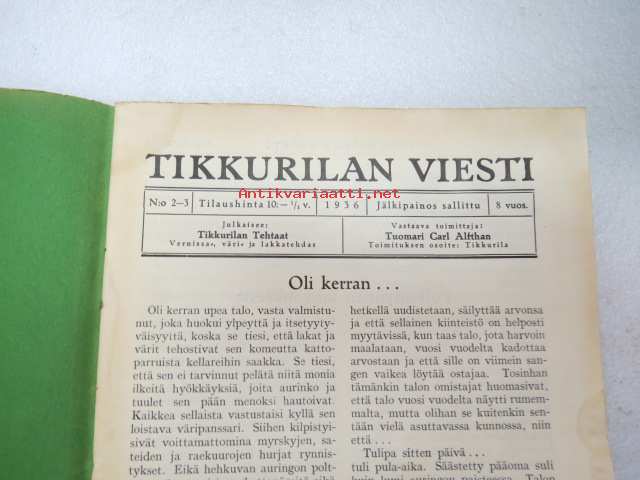 TIKKURILAN VIESTI
Antikvariaatti.net
N:o 2–3 Tilaushinta 10:– ¹/₁ v. 1936 Jälkipainos sallittu 8 vuos.
Julkaisee:
Tikkurilan Tehtaat
Vernissa-, väri- ja lakkatehdas
Vastaava toimittaja:
Tuomari Carl Alfthan
Toimituksen osoite: Tikkurila
Oli kerran . . .
Oli kerran upea talo, vasta valmistu-
nut, joka huokui ylpeyttä ja itsetyyty-
väisyyttä, koska se tiesi, että lakat ja
värit tehostivat sen komeutta katto-
parruista kellareihin saakka. Se tiesi,
että sen ei tarvinnut pelätä niitä monia
ilkeitä hyökkäyksiä, joita aurinko ja
tuulet sen pään menoksi hautoivat.
Kaikkea sellaista vastustaisi kyllä sen
loistava väripanssari. Siihen kilpistyi-
sivät voittamattomina myrskyjen, sa-
teiden ja raekuurojen hurjat rynnis-
tykset. Eikä hehkuvan auringon polt-
hetkellä uudistetaan, säilyttää arvonsa
ja että sellainen kiinteistö on helposti
myytävissä, kun taas talo, jota harvoin
maalataan, vuosi vuodelta kadottaa
arvostaan ja että sille on viimein san-
gen vaikea löytää ostajaa. Tosinhan
tämänkin talon omistajat huomasivat,
että talo vuosi vuodelta näytti rumem-
malta, mutta olihan se kuitenkin sen-
tään vielä asuttavassa kunnossa, niin
että . . .
Tulipa sitten päivä . . .
tuli pula-aika. Säästetty pääoma suli